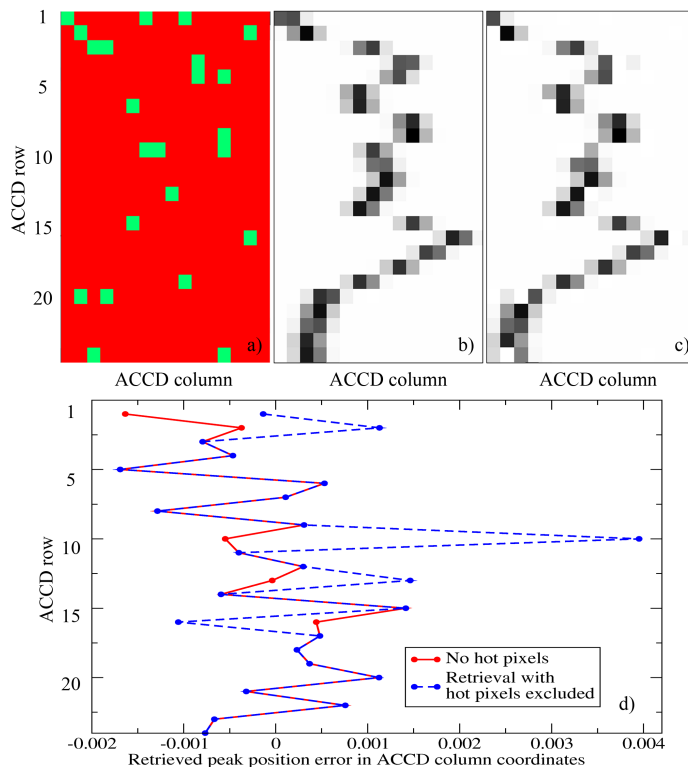 1
5
10
15
20
ACCD row
a)
b)
c)
ACCD column
ACCD column
ACCD column
1
5
10
15
20
ACCD row
No hot pixels
Retrieval with
hot pixels excluded
d)
-0.002
-0.001
0
0.001
0.002
0.003
0.004
Retrieved peak position error in ACCD column coordinates